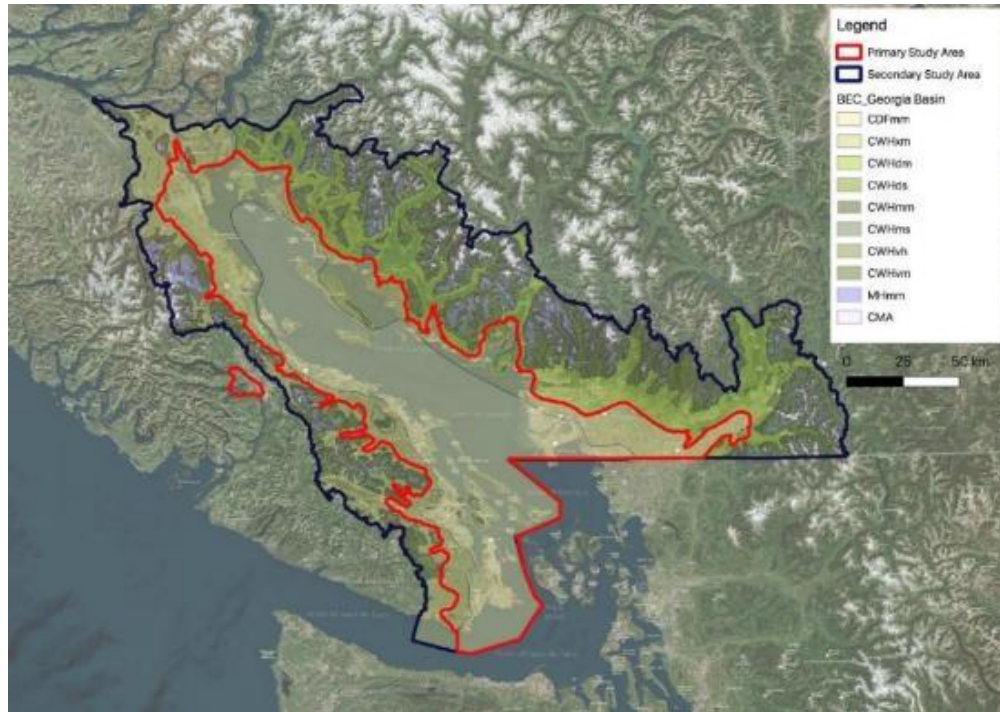 Legend
Primary Study Area
Secondary Study Area
BEC_Georgia Basin
CDFmm
CWHxm
CWHdm
CWHds
CWHmm
CWHms
CWHvh
CWHvm
MHmm
CMA
0 25 50 km